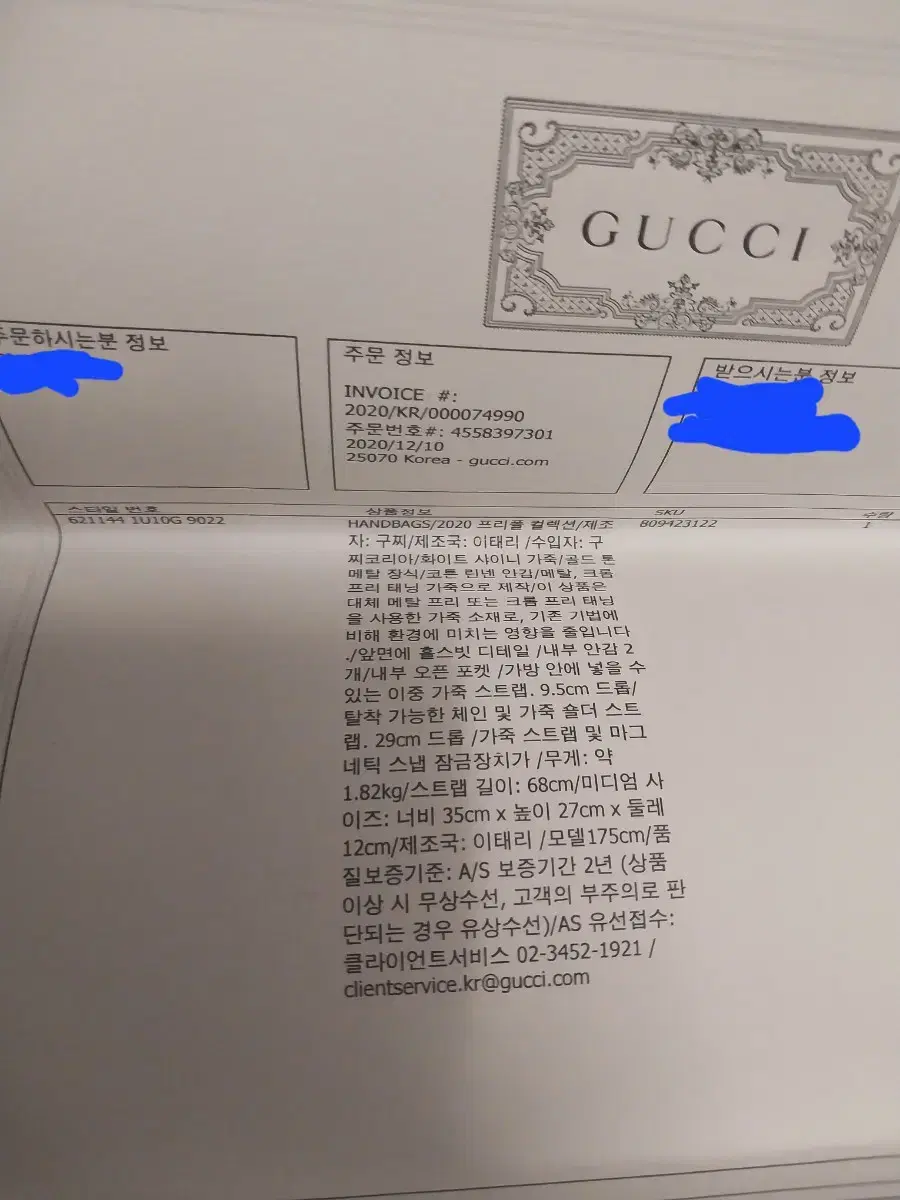 GUCCI
주문하시는분 정보
주문 정보
INVOICE #:
2020/KR/000074990
주문번호#: 4558397301
2020/12/10
25070 Korea - gucci.com
받으시는분 정보
스타일 번호 상품정보 SKU 수량
621144 1U10G 9022 HANDBAGS/2020 프리폴 컬렉션/제조 809423122 1
자: 구찌/제조국: 이태리 /수입자: 구
찌코리아/화이트 샤이니 가죽/골드 톤
메탈 장식/코튼 린넨 안감/메탈, 크롬
프리 태닝 가죽으로 제작/이 상품은
대체 메탈 프리 또는 크롬 프리 태닝
을 사용한 가죽 소재로, 기존 기법에
비해 환경에 미치는 영향을 줄입니다
./앞면에 홀스빗 디테일 /내부 안감 2
개/내부 오픈 포켓 /가방 안에 넣을 수
있는 이중 가죽 스트랩. 9.5cm 드롭/
탈착 가능한 체인 및 가죽 숄더 스트
랩. 29cm 드롭 /가죽 스트랩 및 마그
네틱 스냅 잠금장치가 /무게: 약
1.82kg/스트랩 길이: 68cm/미디엄 사
이즈: 너비 35cm x 높이 27cm x 둘레
12cm/제조국: 이태리 /모델175cm/품
질보증기준: A/S 보증기간 2년 (상품
이상 시 무상수선, 고객의 부주의로 판
단되는 경우 유상수선)/AS 유선접수:
클라이언트서비스 02-3452-1921 /
clientservice.kr@gucci.com